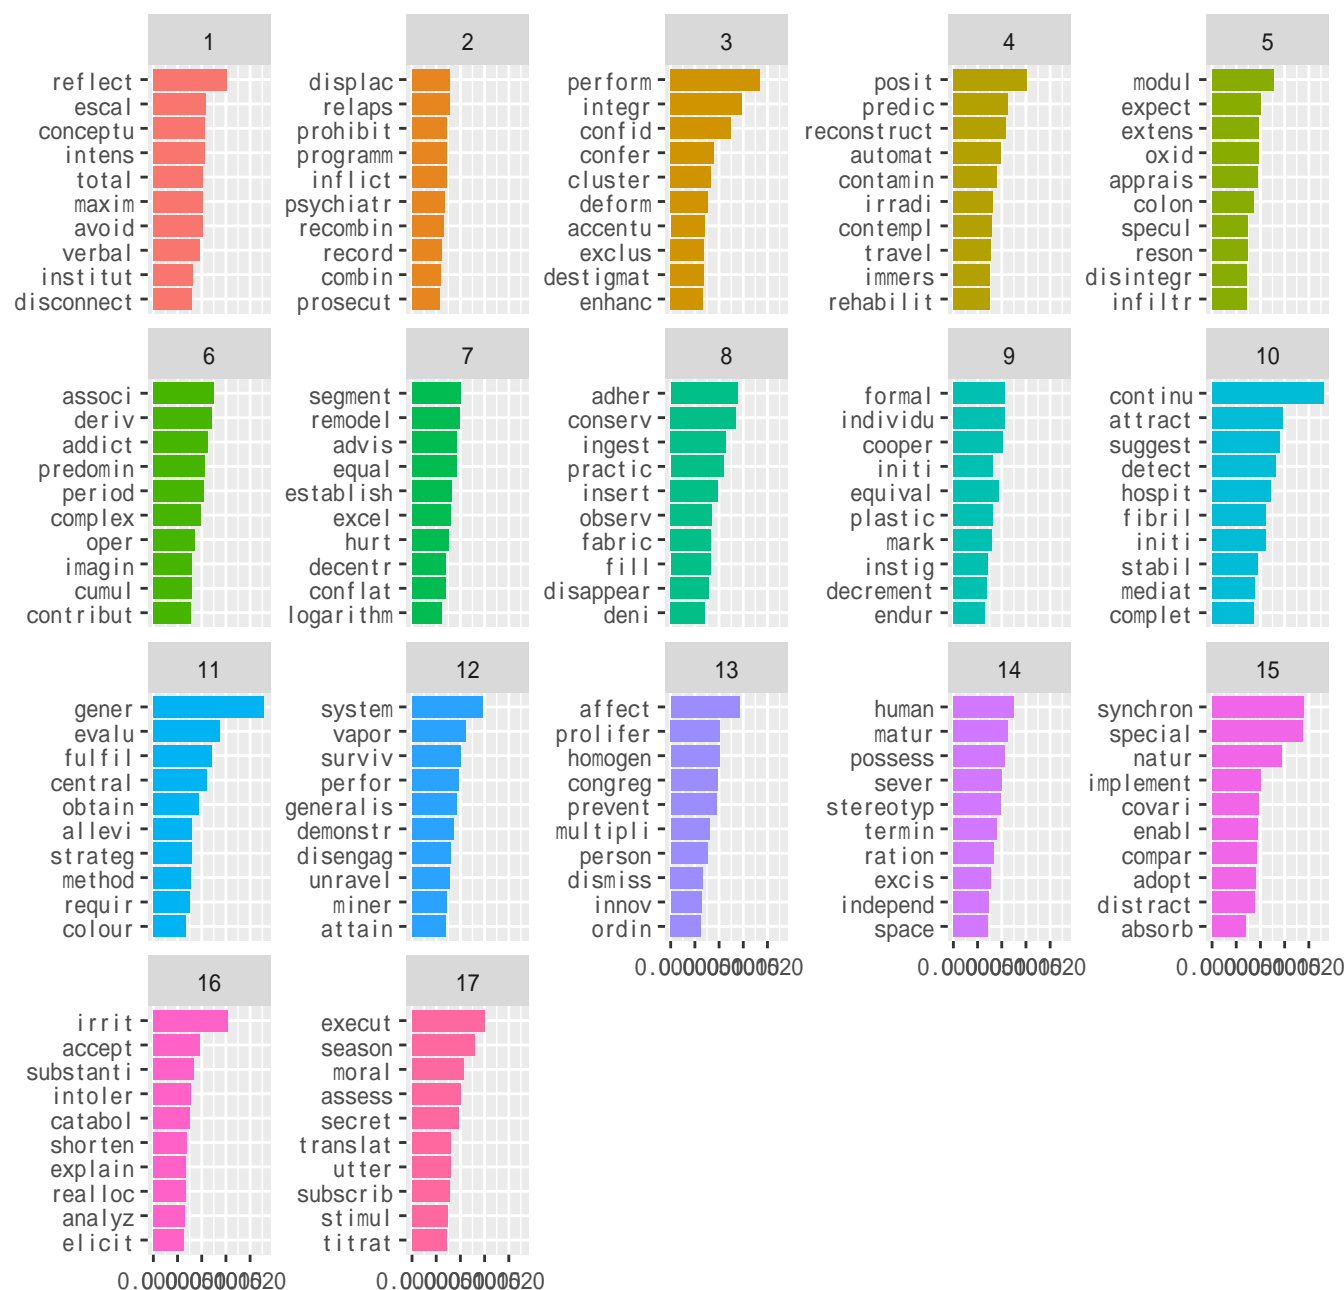 1
reflect
escal
conceptu
intens
total
maxim
avoid
verbal
institut
disconnect
2
displac
relaps
prohibit
programm
inflict
psychiatr
recombin
record
combin
prosecut
3
perform
integr
confid
confer
cluster
deform
accentu
exclus
destigmat
enhanc
4
posit
predic
reconstruct
automat
contamin
irradi
contempl
travel
immers
rehabilit
5
modul
expect
extens
oxid
apprais
colon
specul
reson
disintegr
infiltr
6
associ
deriv
addict
predomin
period
complex
oper
imagin
cumul
contribut
7
segment
remodel
advis
equal
establish
excel
hurt
decentr
conflat
logarithm
8
adher
conserv
ingest
practic
insert
observ
fabric
fill
disappear
deni
9
formal
individu
cooper
initi
equival
plastic
mark
instig
decrement
endur
10
continu
attract
suggest
detect
hospit
fibril
initi
stabil
mediat
complet
11
gener
evalu
fulfil
central
obtain
allevi
strateg
method
requir
colour
12
system
vapor
surviv
perfor
generalis
demonstr
disengag
unravel
miner
attain
13
affect
prolifer
homogen
congreg
prevent
multipli
person
dismiss
innov
ordin
14
human
matur
possess
sever
stereotyp
termin
ration
excis
independ
space
15
synchron
special
natur
implement
covari
enabl
compar
adopt
distract
absorb
16
irrit
accept
substanti
intoler
catabol
shorten
explain
realloc
analyz
elicit
17
execut
season
moral
assess
secret
translat
utter
subscrib
stimul
titrat